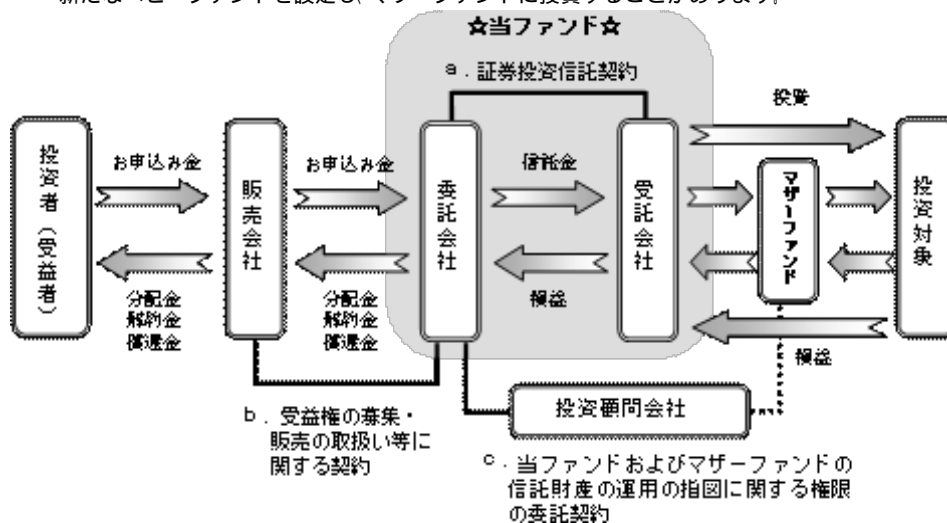 新たなベビーファンドを設定し、マザーファンドに投資することがあります。
☆当ファンド☆
a．証券投資信託契約
投資
投資者（受益者）
お申込み金
販売会社
お申込み金
委託会社
信託金
受託会社
マザーファンド
投資対象
分配金
解約金
償還金
分配金
解約金
償還金
損益
損益
投資顧問会社
b．受益権の募集・
販売の取扱い等に
関する契約
c．当ファンドおよびマザーファンドの
信託財産の運用の指図に関する権限
の委託契約